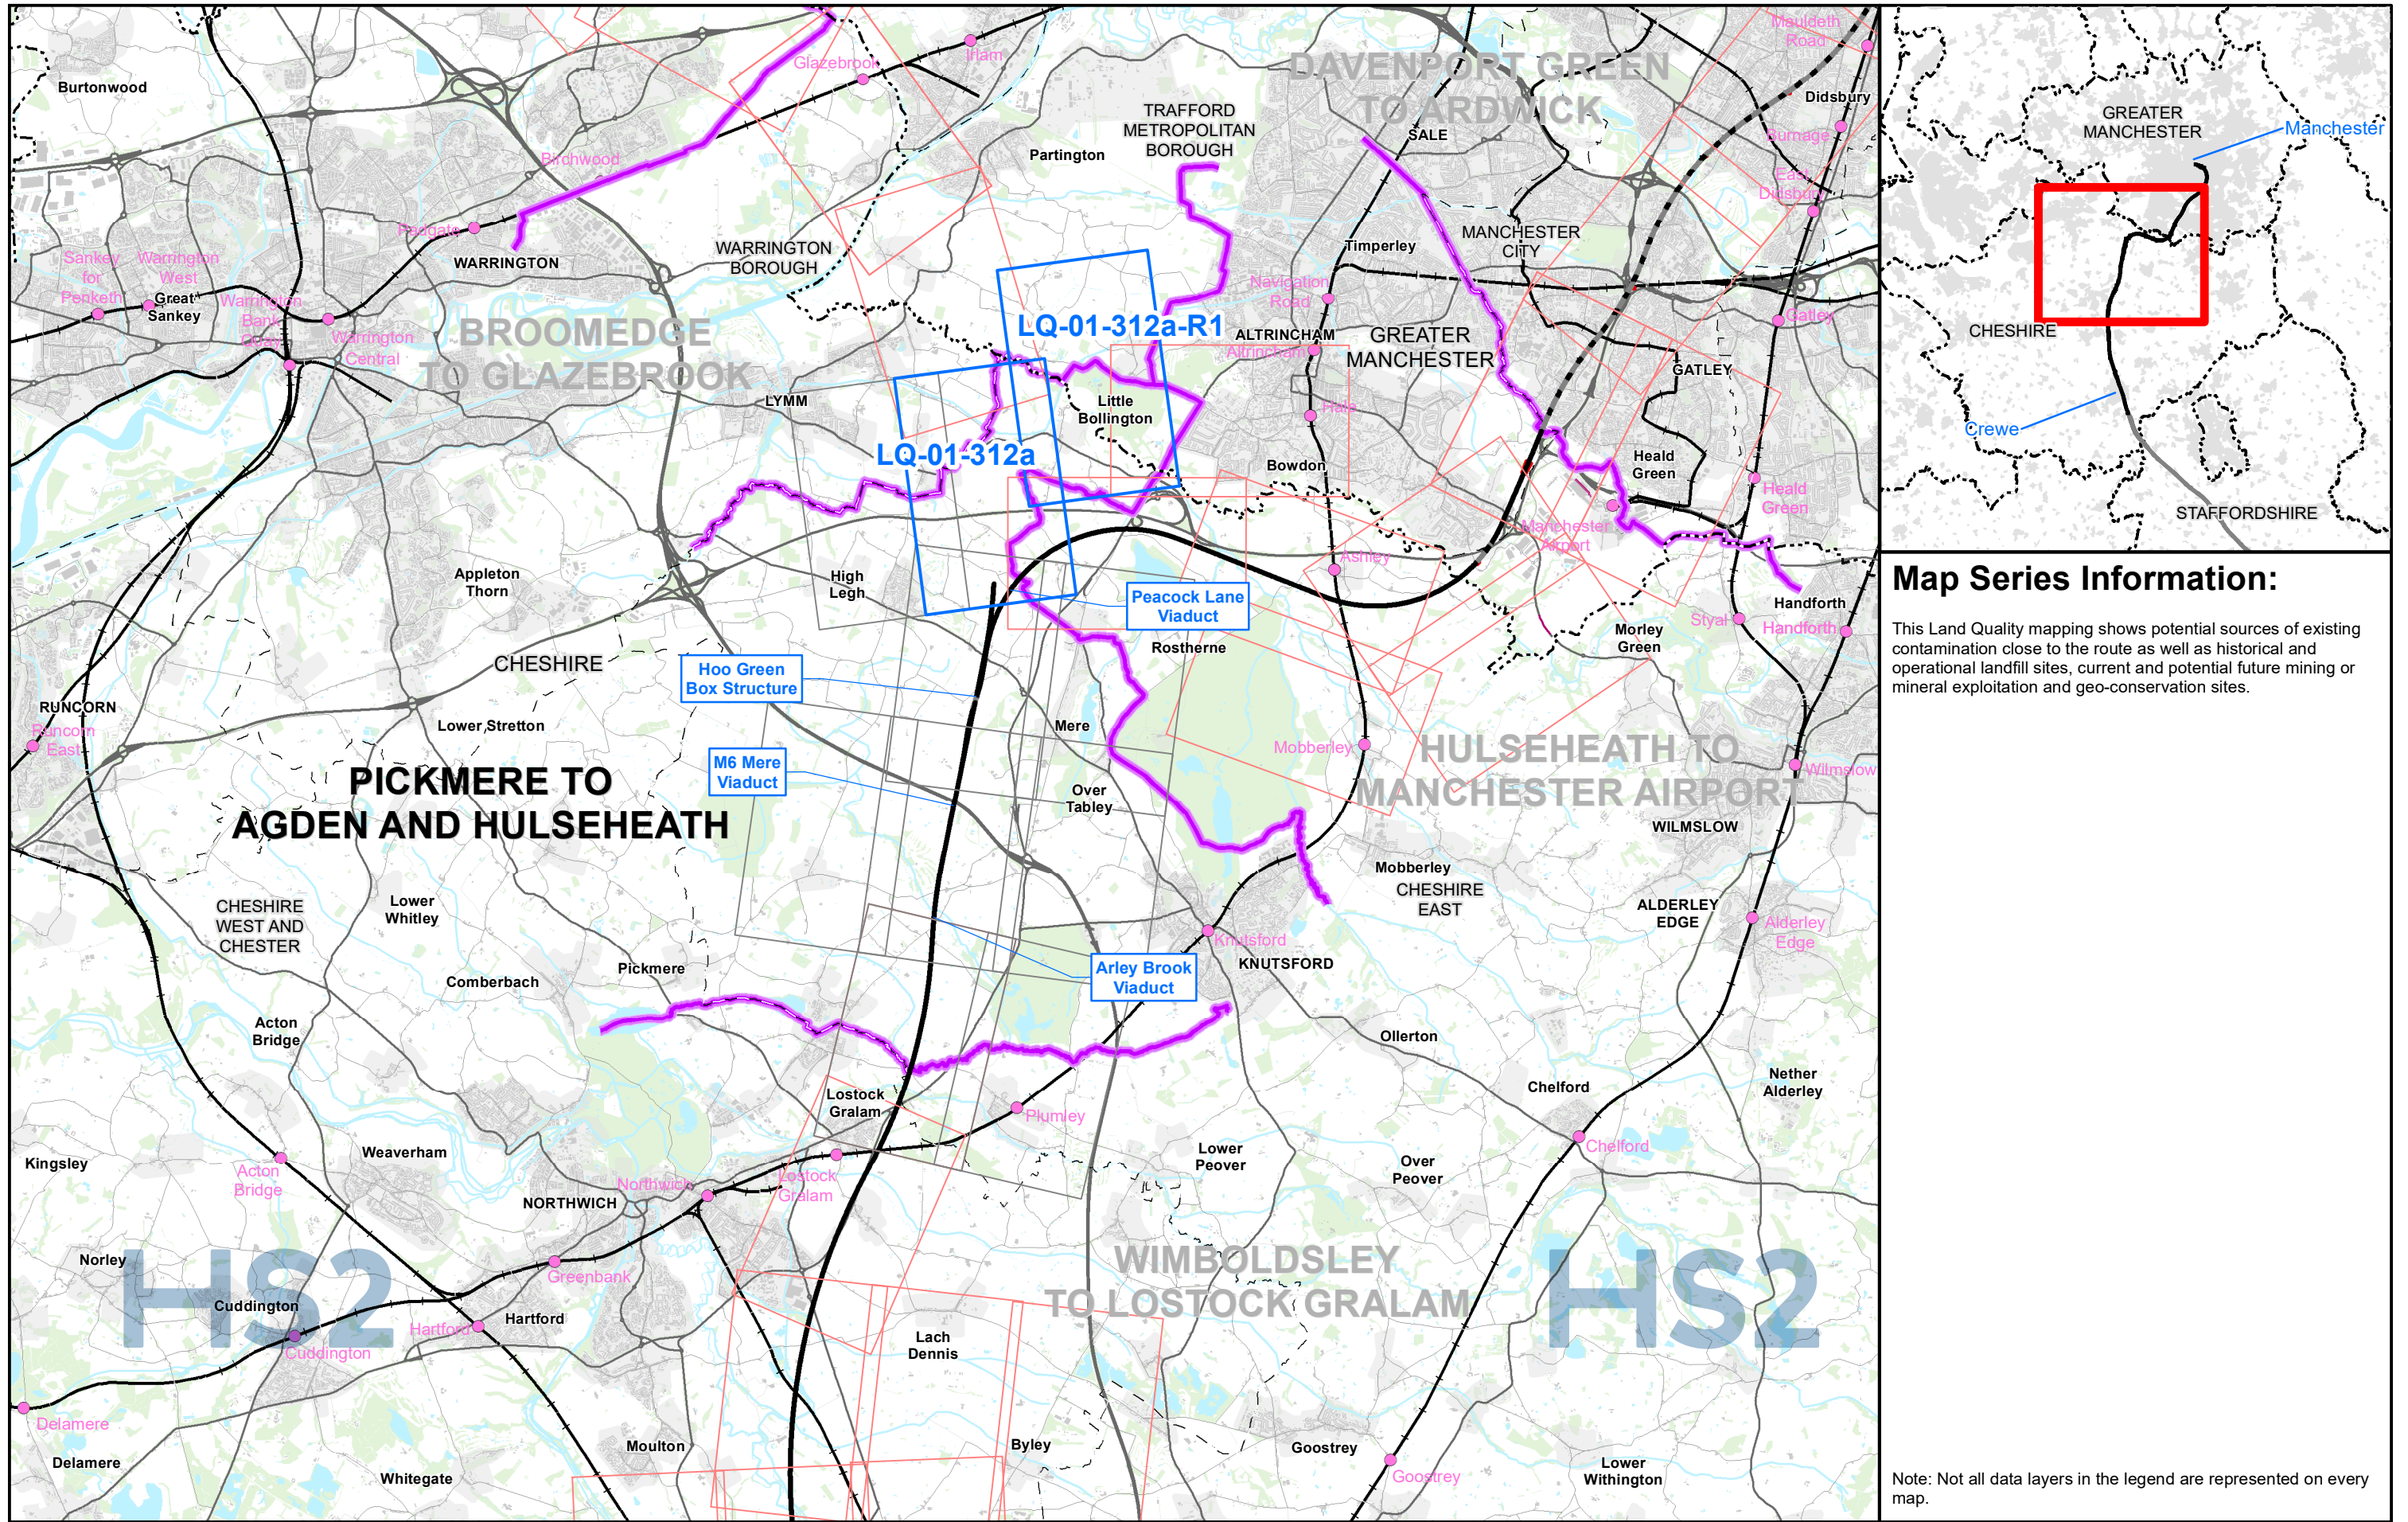 Burtonwood
Glazebrook
Irlam
DAVENPORT GREEN
TO ARDWICK
Mauldeth
Road
Didsbury
TRAFFORD
METROPOLITAN
BOROUGH
SALE
Burnage
Partington
Birchwood
East
Didsbury
Padgate
WARRINGTON
WARRINGTON
BOROUGH
Timperley
MANCHESTER
CITY
Sankey
for
Penketh
Warrington
West
Great
Sankey
Warrington
Bank
Quay
Warrington
Central
Navigation
Road
Gatley
BROOMEDGE
TO GLAZEBROOK
LQ-01-312a-R1
ALTRINCHAM
Altrincham
GREATER
MANCHESTER
GATLEY
LYMM
Little
Bollington
Hale
LQ-01-312a
Bowdon
Heald
Green
Heald
Green
Manchester
Airport
Ashley
Appleton
Thorn
High
Legh
Peacock Lane
Viaduct
Handforth
Styal
Handforth
Morley
Green
Rostherne
CHESHIRE
Hoo Green
Box Structure
RUNCORN
Runcorn
East
Lower Stretton
Mere
Mobberley
HULSEHEATH TO
MANCHESTER AIRPORT
Wilmslow
M6 Mere
Viaduct
PICKMERE TO
AGDEN AND HULSEHEATH
Over
Tabley
WILMSLOW
Mobberley
CHESHIRE
EAST
CHESHIRE
WEST AND
CHESTER
Lower
Whitley
ALDERLEY
EDGE
Alderley
Edge
Knutsford
KNUTSFORD
Pickmere
Comberbach
Arley Brook
Viaduct
Acton
Bridge
Ollerton
Lostock
Gralam
Plumley
Chelford
Nether
Alderley
Chelford
Weaverham
Kingsley
Acton
Bridge
Lower
Peover
Over
Peover
Northwich
Lostock
Gralam
NORTHWICH
Norley
HS2
Greenbank
WIMBOLDSLEY
TO LOSTOCK GRALAM
HS2
Cuddington
Hartford
Hartford
Cuddington
Lach
Dennis
Delamere
Delamere
Moulton
Whitegate
Byley
Goostrey
Goostrey
Lower
Withington
GREATER
MANCHESTER
Manchester
CHESHIRE
Crewe
STAFFORDSHIRE
Map Series Information:
This Land Quality mapping shows potential sources of existing
contamination close to the route as well as historical and
operational landfill sites, current and potential future mining or
mineral exploitation and geo-conservation sites.
Note: Not all data layers in the legend are represented on every
map.